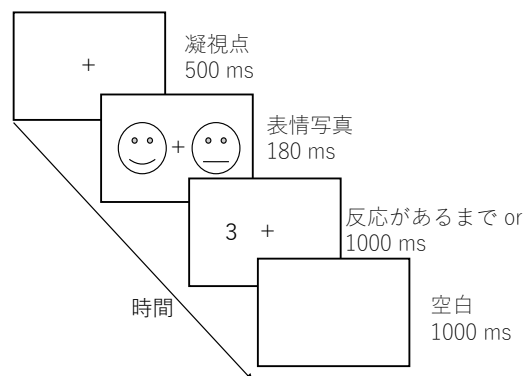 +
凝視点
500 ms
+
表情写真
180 ms
3 +
反応があるまで or
1000 ms
時間
空白
1000 ms